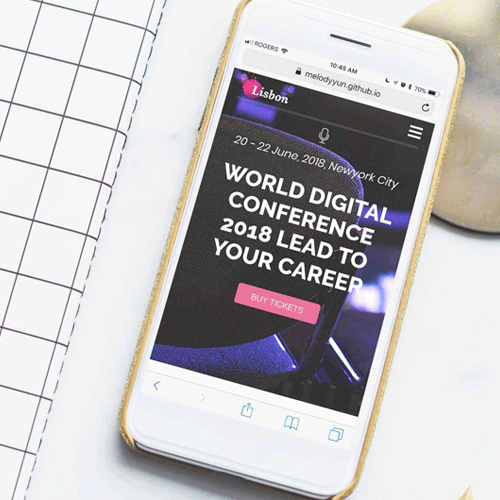 ROGERS
10:45 AM
70%
melodyyun.github.io
Lisbon
20 - 22 June, 2018, Newyork City
WORLD DIGITAL
CONFERENCE
2018 LEAD TO
YOUR CAREER
BUY TICKETS